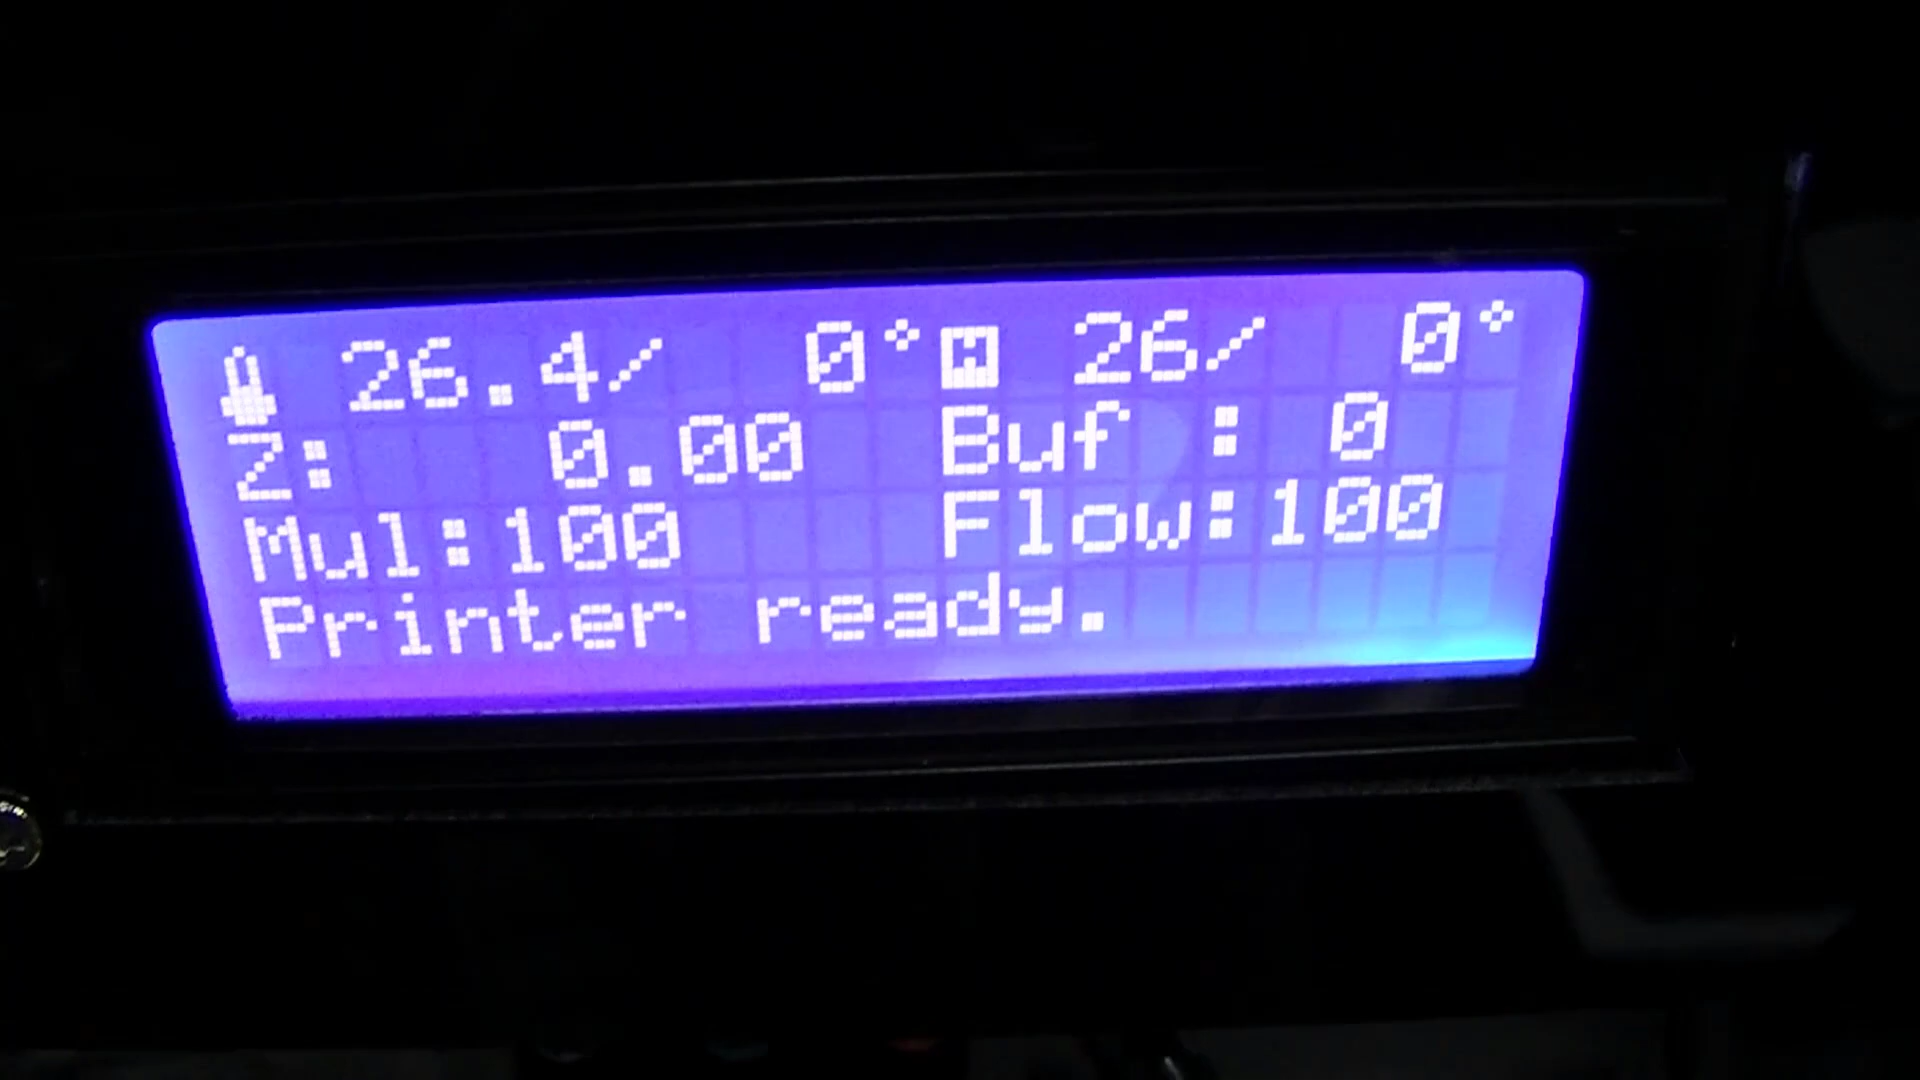 26.4/ 0° 26/ 0°
Z: 0.00 Buf : 0
Mul:100 Flow:100
Printer ready.